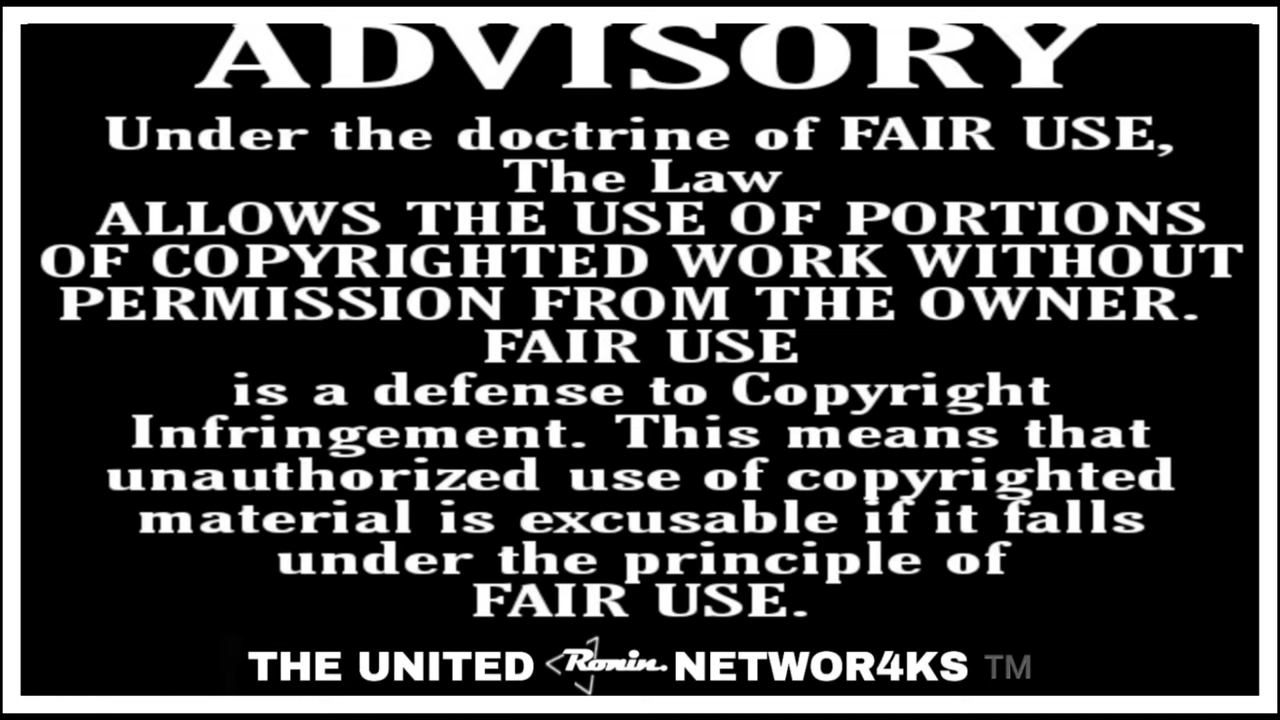 ADVISORY
Under the doctrine of FAIR USE,
The Law
ALLOWS THE USE OF PORTIONS
OF COPYRIGHTED WORK WITHOUT
PERMISSION FROM THE OWNER.
FAIR USE
is a defense to Copyright
Infringement. This means that
unauthorized use of copyrighted
material is excusable if it falls
under the principle of
FAIR USE.
THE UNITED Ronin. NETWOR4KS TM